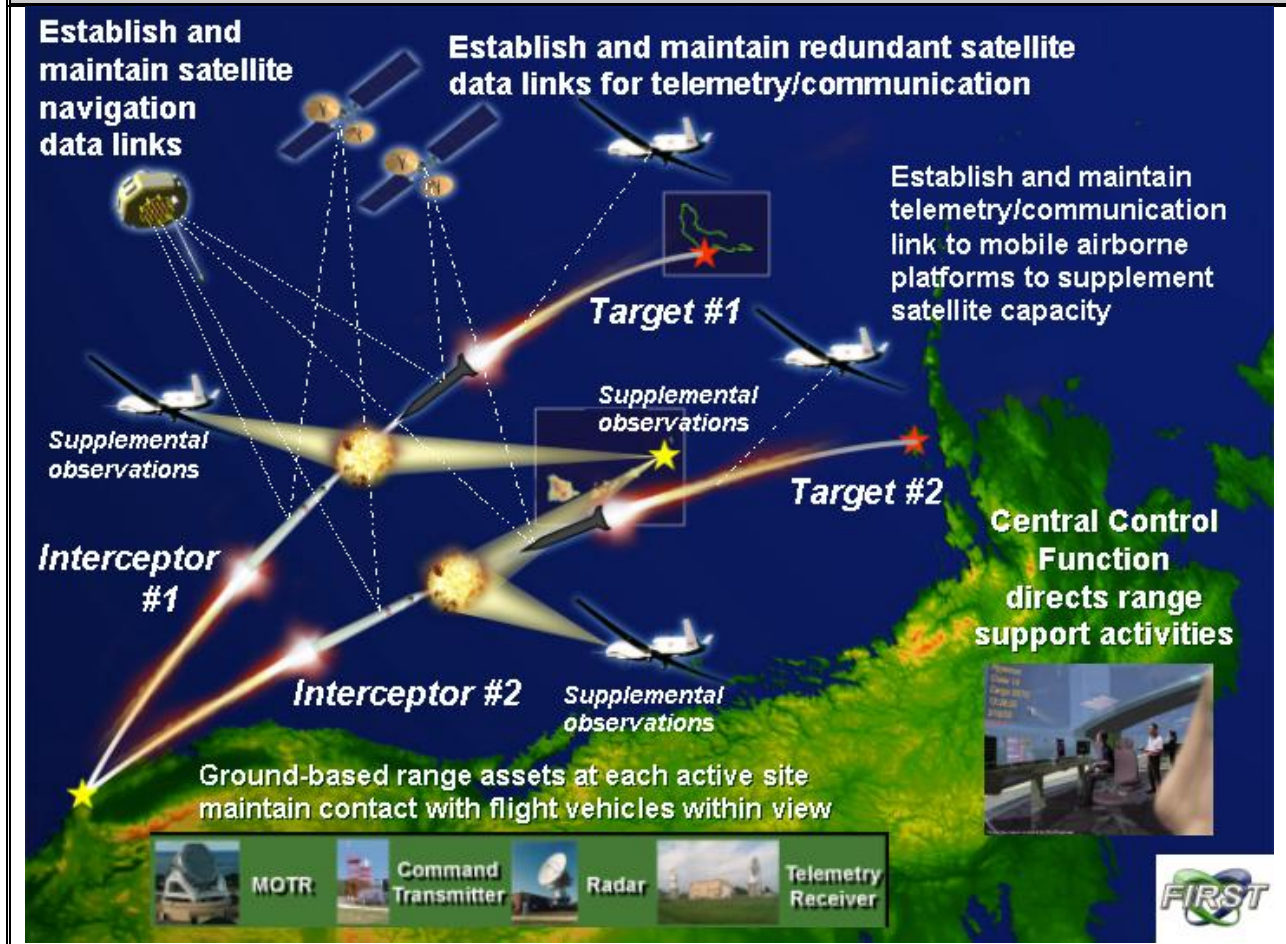 Establish and
maintain satellite
navigation
data links
Establish and maintain redundant satellite
data links for telemetry/communication
Establish and maintain
telemetry/communication
link to mobile airborne
platforms to supplement
satellite capacity
Target #1
Supplemental
observations
Supplemental
observations
Target #2
Interceptor
#1
Central Control
Function
directs range
support activities
Interceptor #2
Supplemental
observations
Ground-based range assets at each active site
maintain contact with flight vehicles within view
MOTR
Command
Transmitter
Radar
Telemetry
Receiver
FIRST